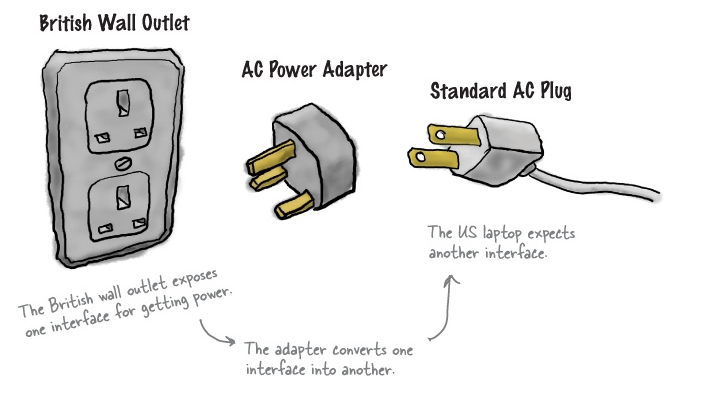 British Wall Outlet
AC Power Adapter
Standard AC Plug
The US laptop expects
another interface.
The British wall outlet exposes
one interface for getting power.
The adapter converts one
interface into another.